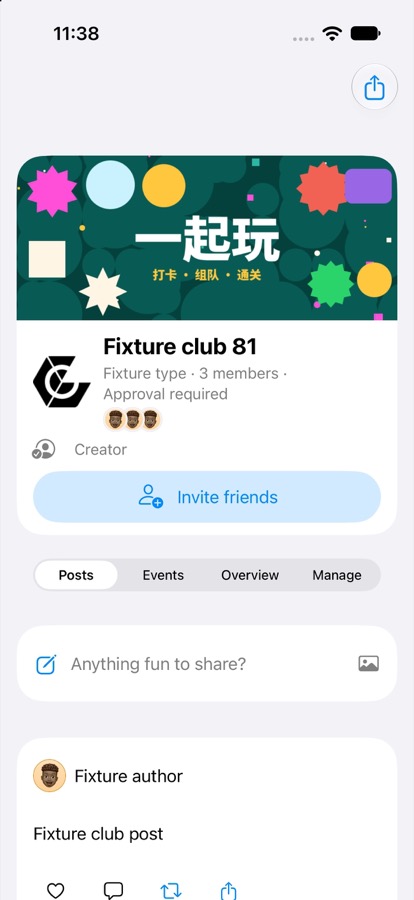 11:38
一起玩
打卡 • 组队 • 通关
Fixture club 81
Fixture type · 3 members ·
Approval required
Creator
Invite friends
Posts
Events
Overview
Manage
Anything fun to share?
Fixture author
Fixture club post